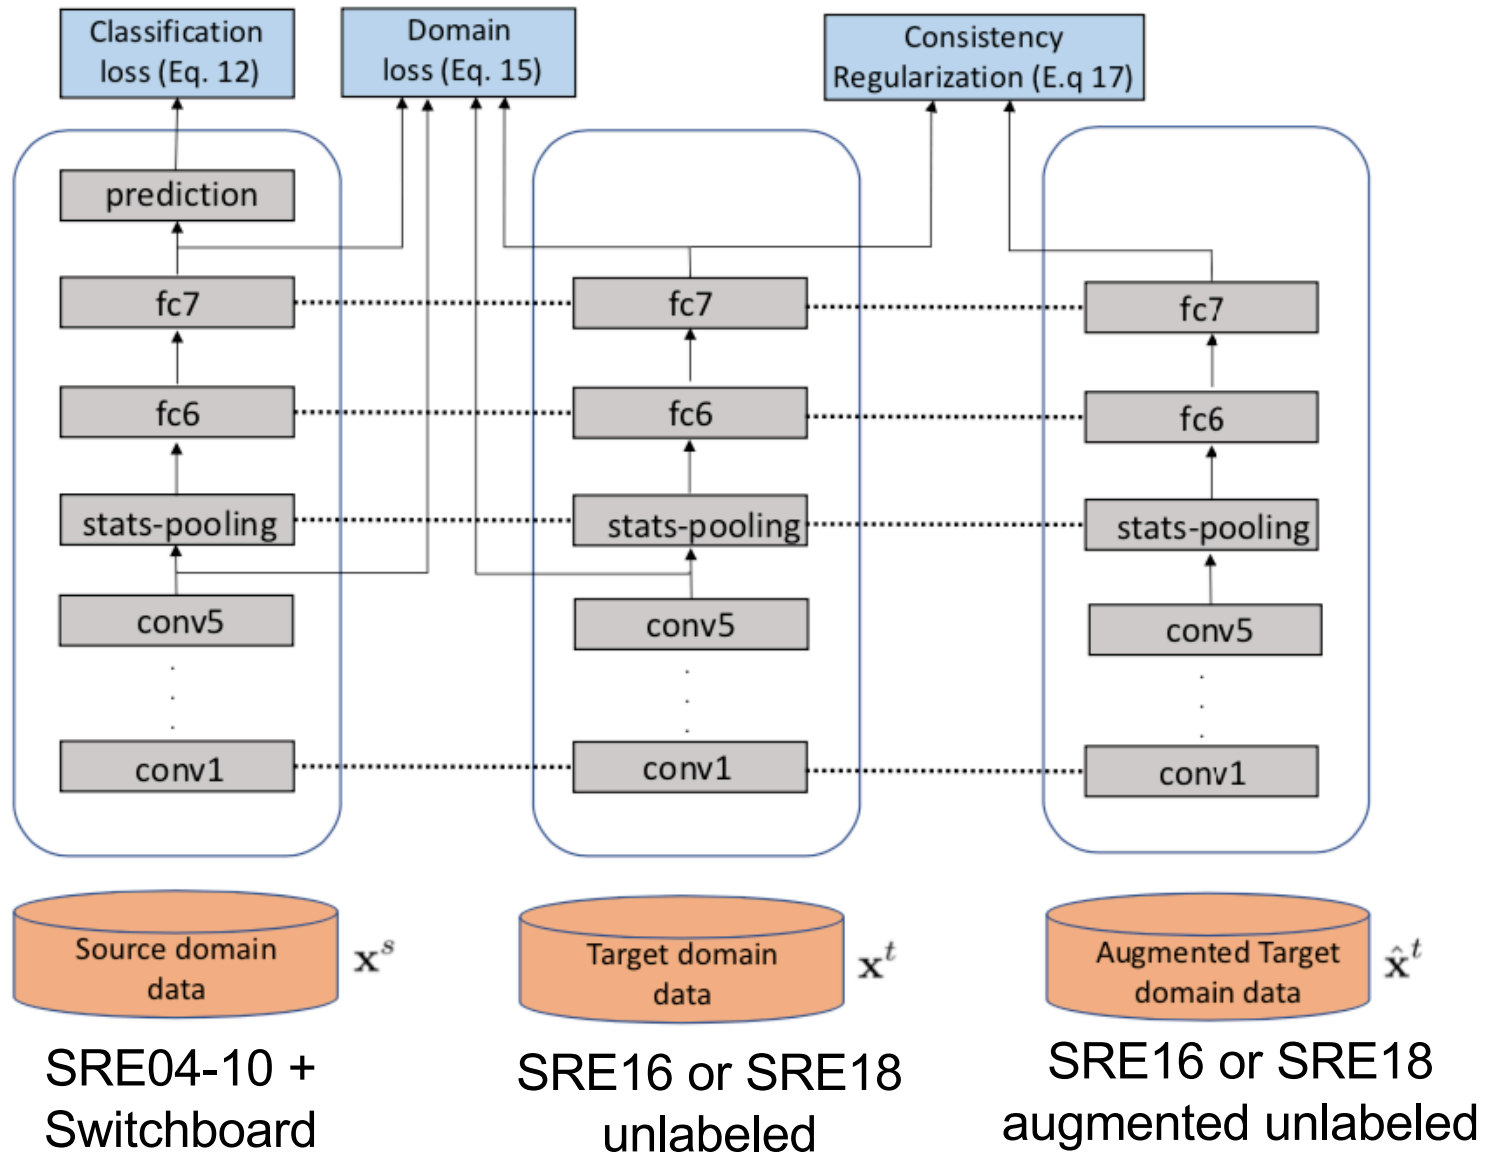 Classification
loss (Eq. 12)
Domain
loss (Eq. 15)
Consistency
Regularization (E.q 17)
prediction
fc7
fc6
stats-pooling
conv5
conv1
fc7
fc6
stats-pooling
conv5
conv1
fc7
fc6
stats-pooling
conv5
conv1
Source domain
data
x^s
Target domain
data
x^t
Augmented Target
domain data
x̂^t
SRE04-10 +
Switchboard
SRE16 or SRE18
unlabeled
SRE16 or SRE18
augmented unlabeled